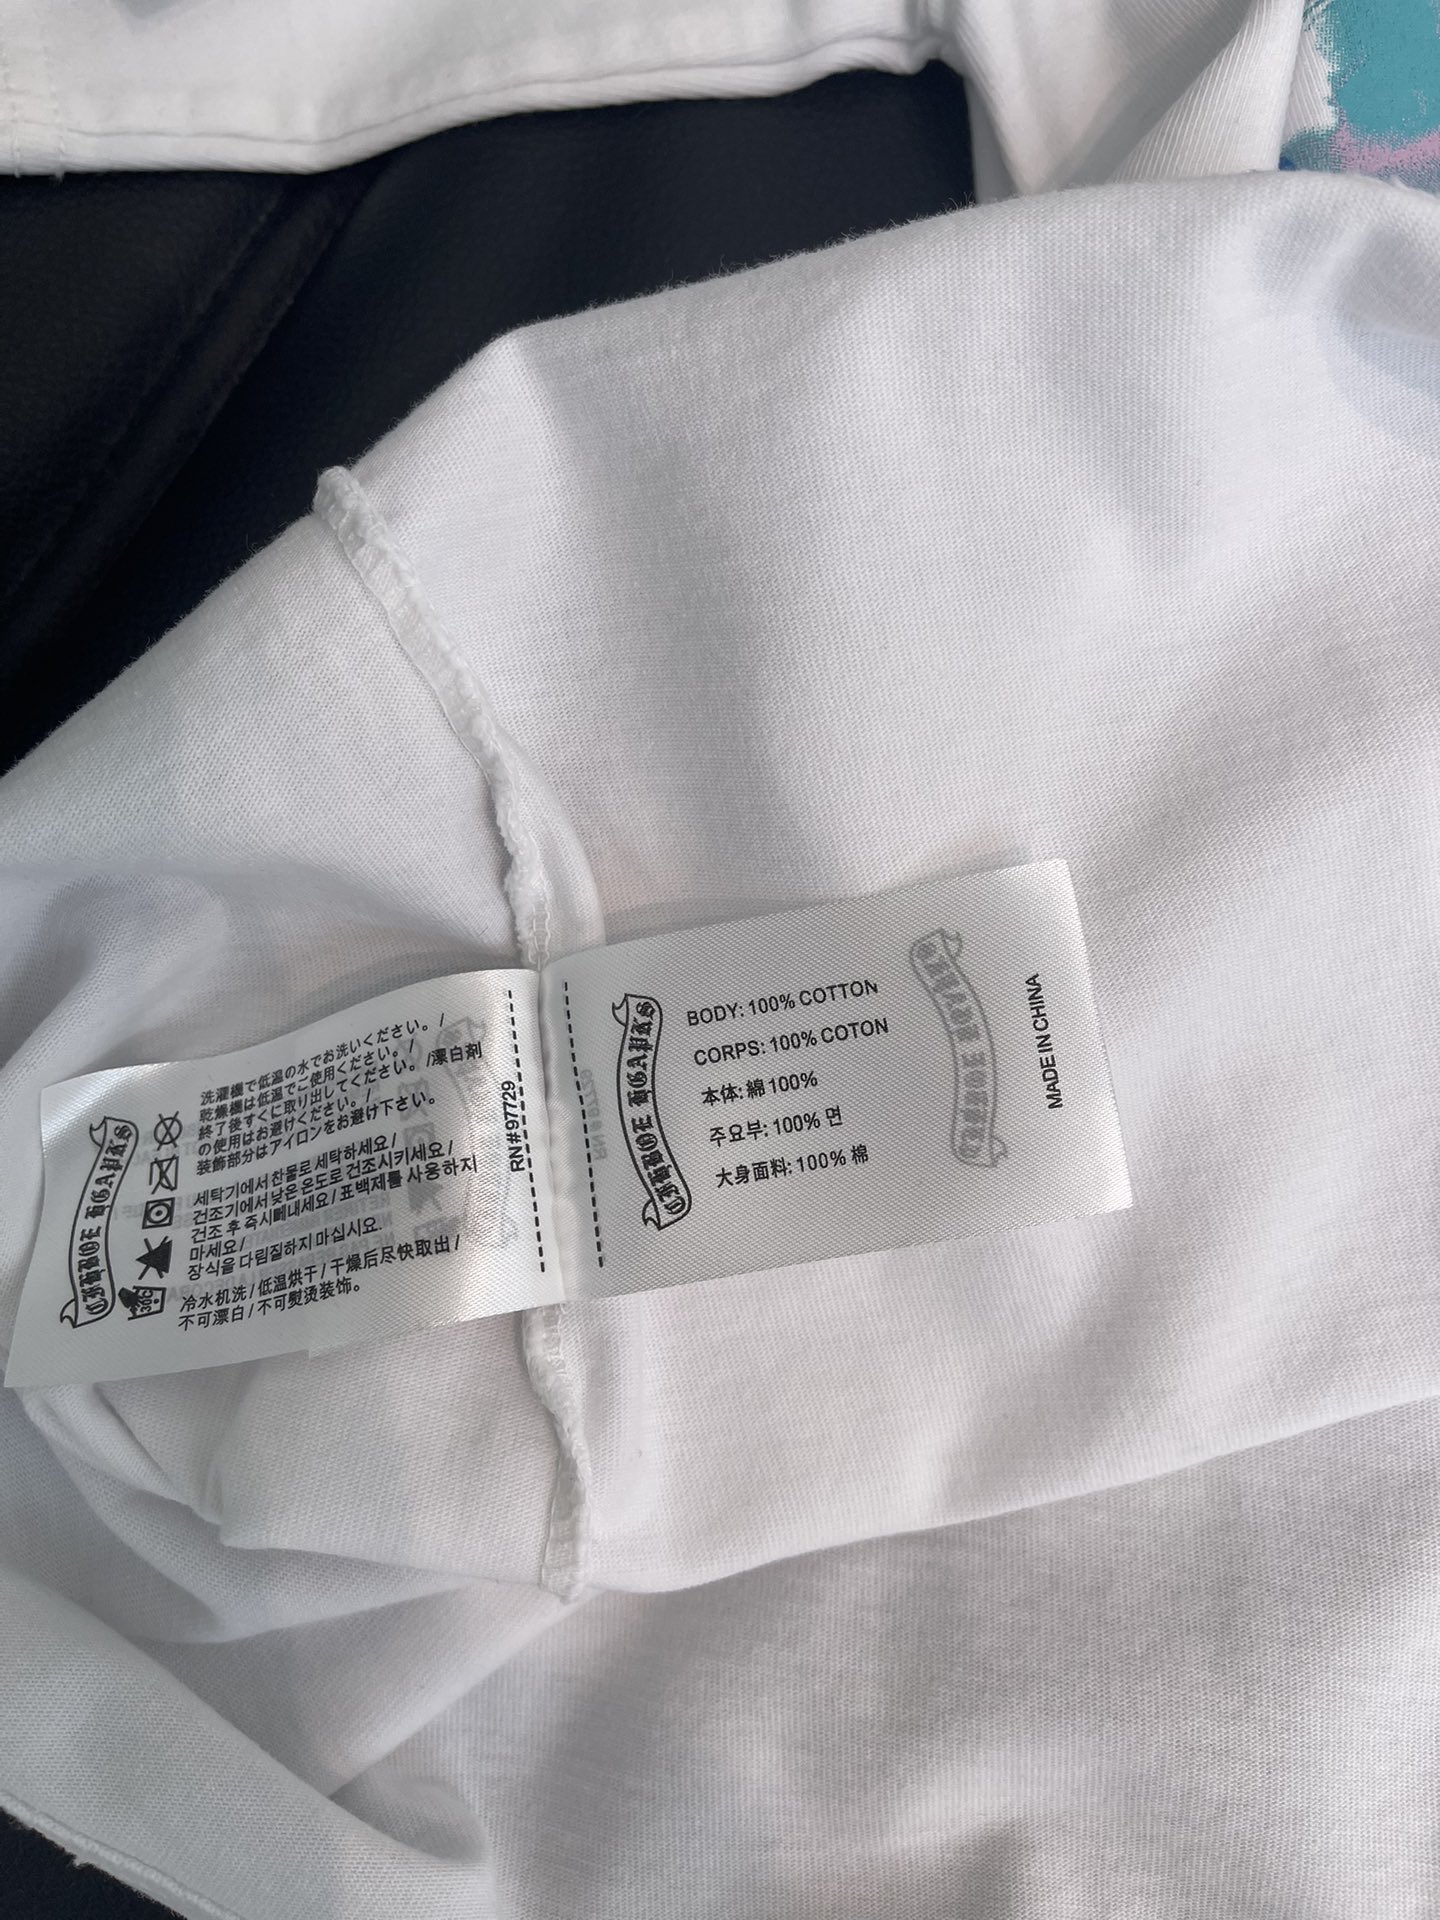 洗濯機で低温の水でお洗いください。/
乾燥機は低温でご使用ください。/
終了後すぐに取り出してください。/漂白剤
の使用はお避けください。/
装飾部分はアイロンをお避け下さい。
세탁기에서 찬물로 세탁하세요/
건조기에서 낮은 온도로 건조시키세요/
건조 후 즉시 빼내세요/ 표백제를 사용하지
마세요/
장식을 다림질하지 마십시요.
冷水机洗/低温烘干/干燥后尽快取出/
不可漂白/不可熨烫装饰。
30C
RN#97729
BODY: 100% COTTON
CORPS: 100% COTON
本体: 綿 100%
주요부: 100% 면
大身面料: 100% 棉
MADE IN CHINA